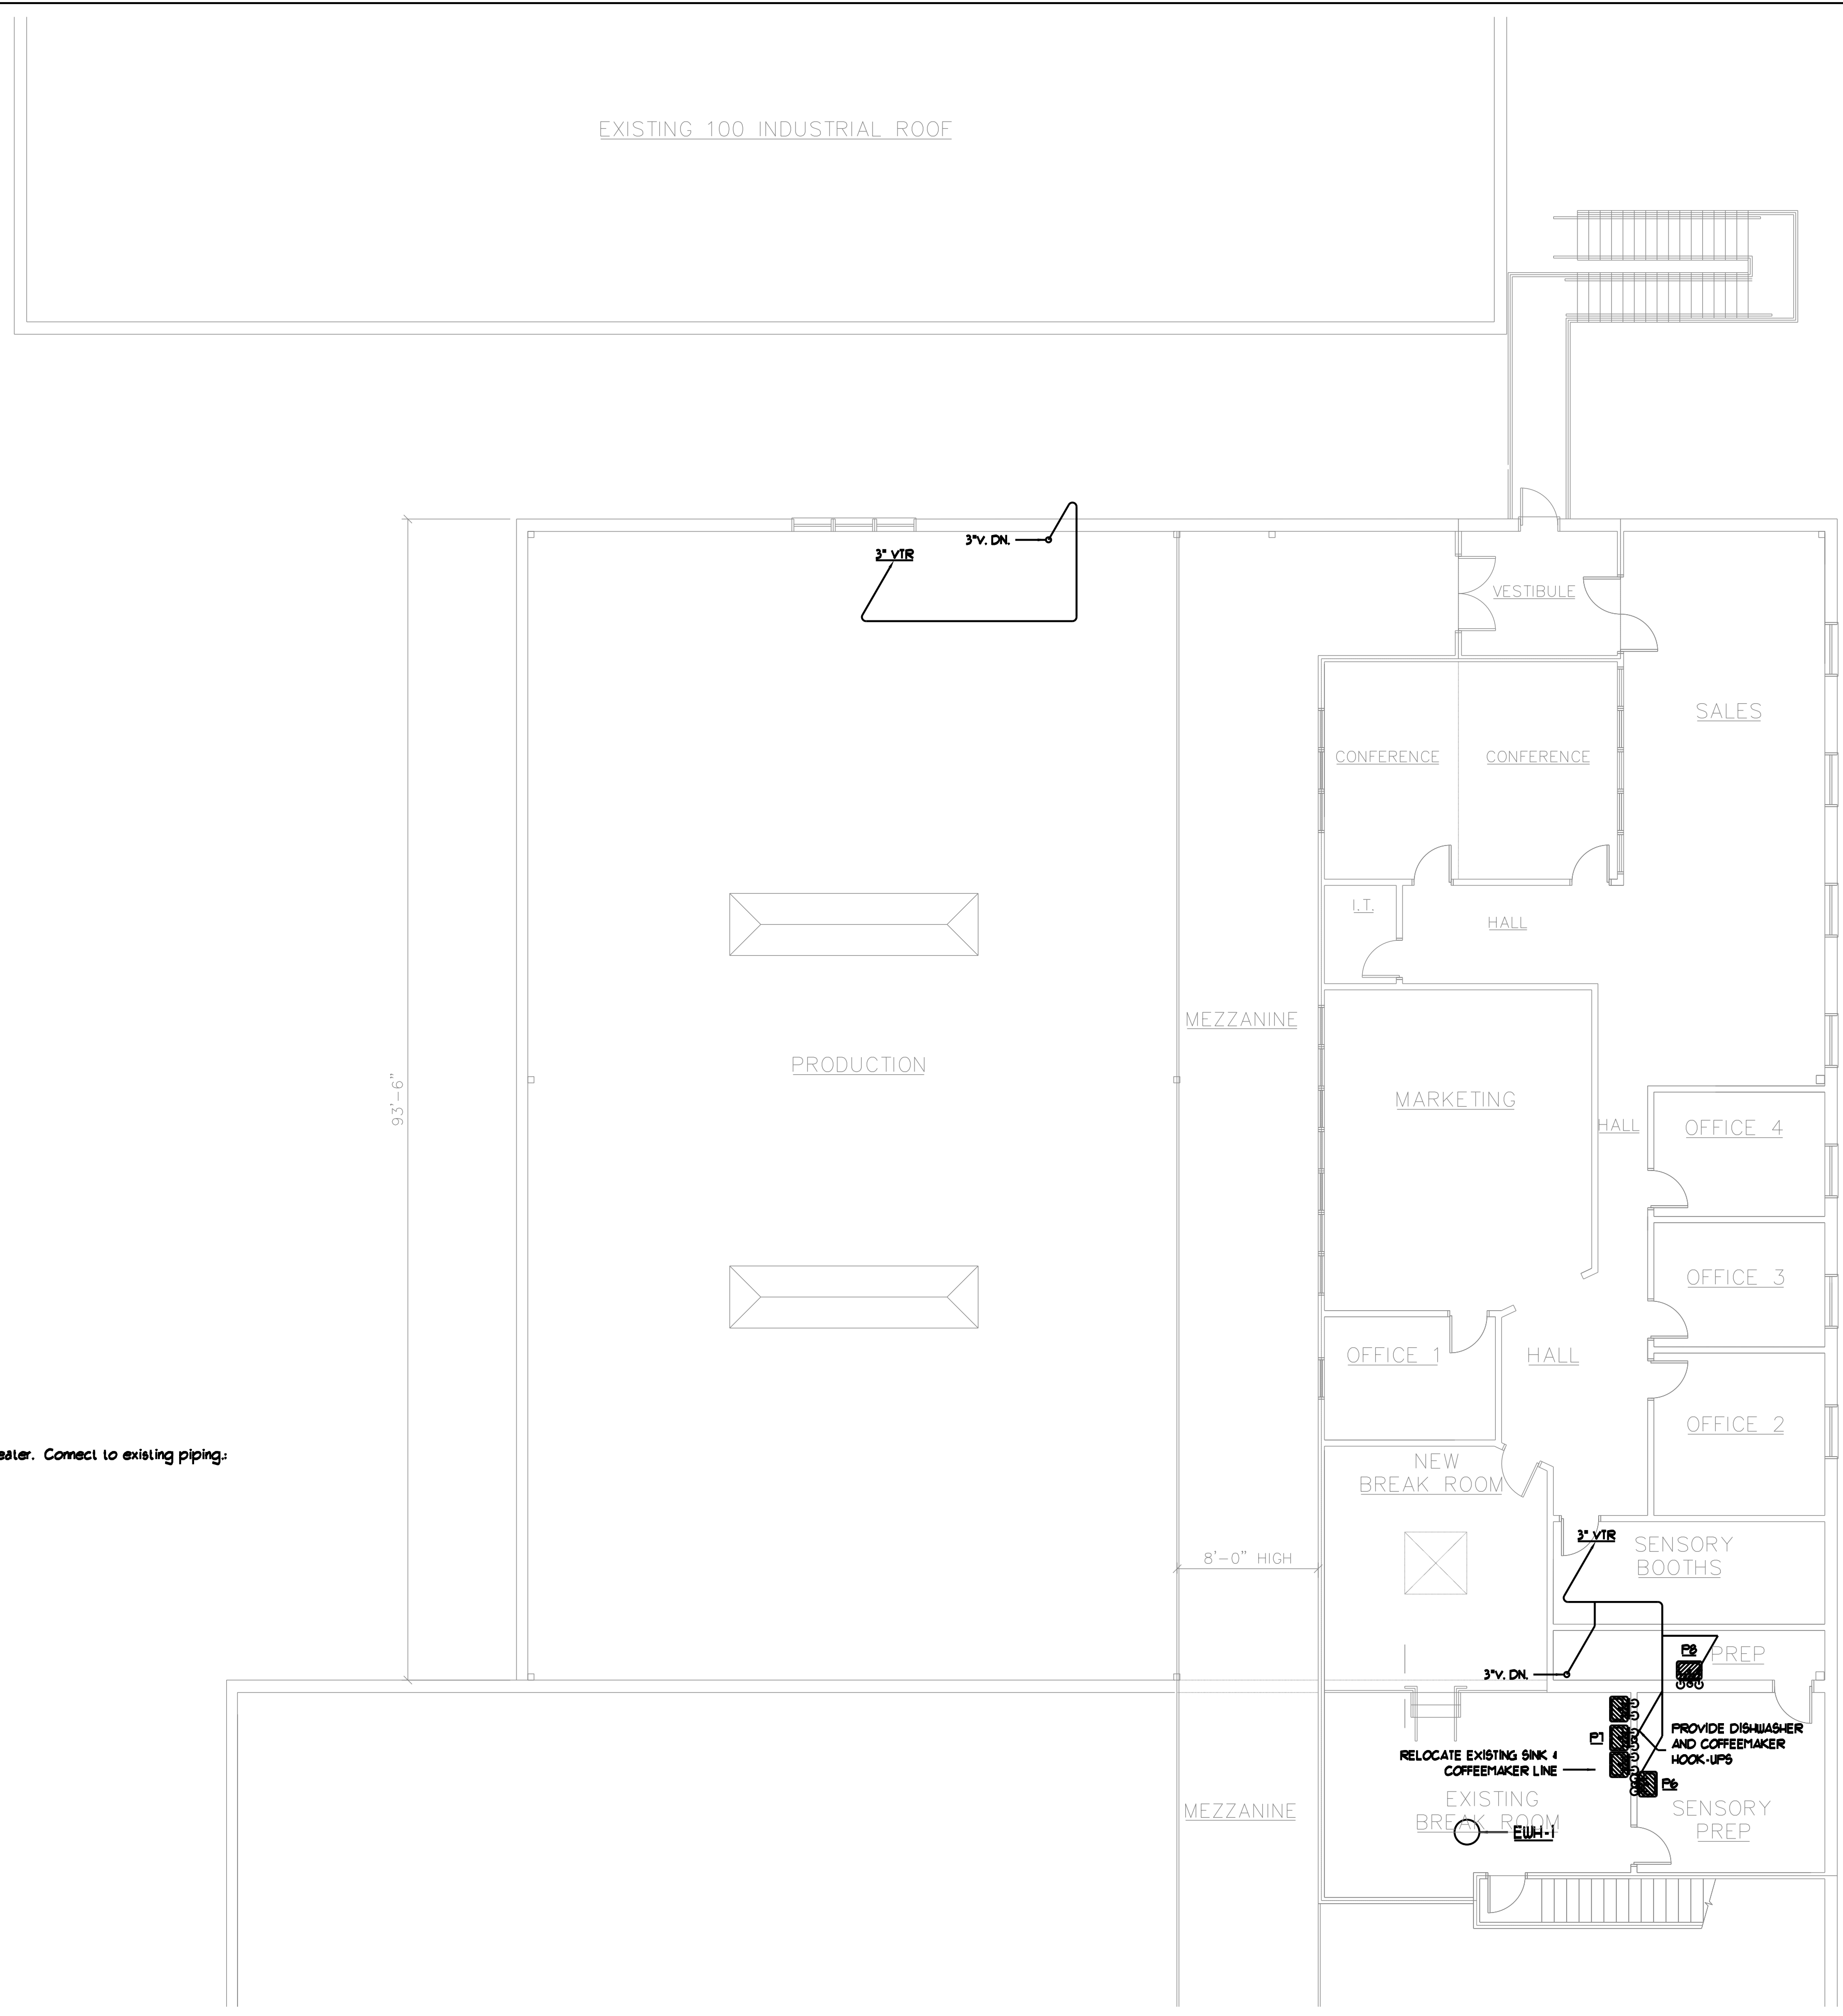 EXISTING 100 INDUSTRIAL ROOF
3" VTR
3"V. DN.
VESTIBULE
SALES
CONFERENCE
CONFERENCE
I.T.
HALL
MEZZANINE
PRODUCTION
93'-6"
MARKETING
HALL
OFFICE 4
OFFICE 3
OFFICE 1
HALL
OFFICE 2
Connect to existing piping.:
NEW
BREAK ROOM
3" VTR
SENSORY
BOOTHS
8'-0" HIGH
P8
PREP
3"V. DN.
P7
PROVIDE DISHWASHER
AND COFFEEMAKER
HOOK-UPS
RELOCATE EXISTING SINK &
COFFEEMAKER LINE
P6
EXISTING
BREAK ROOM
EWH-1
SENSORY
PREP
MEZZANINE